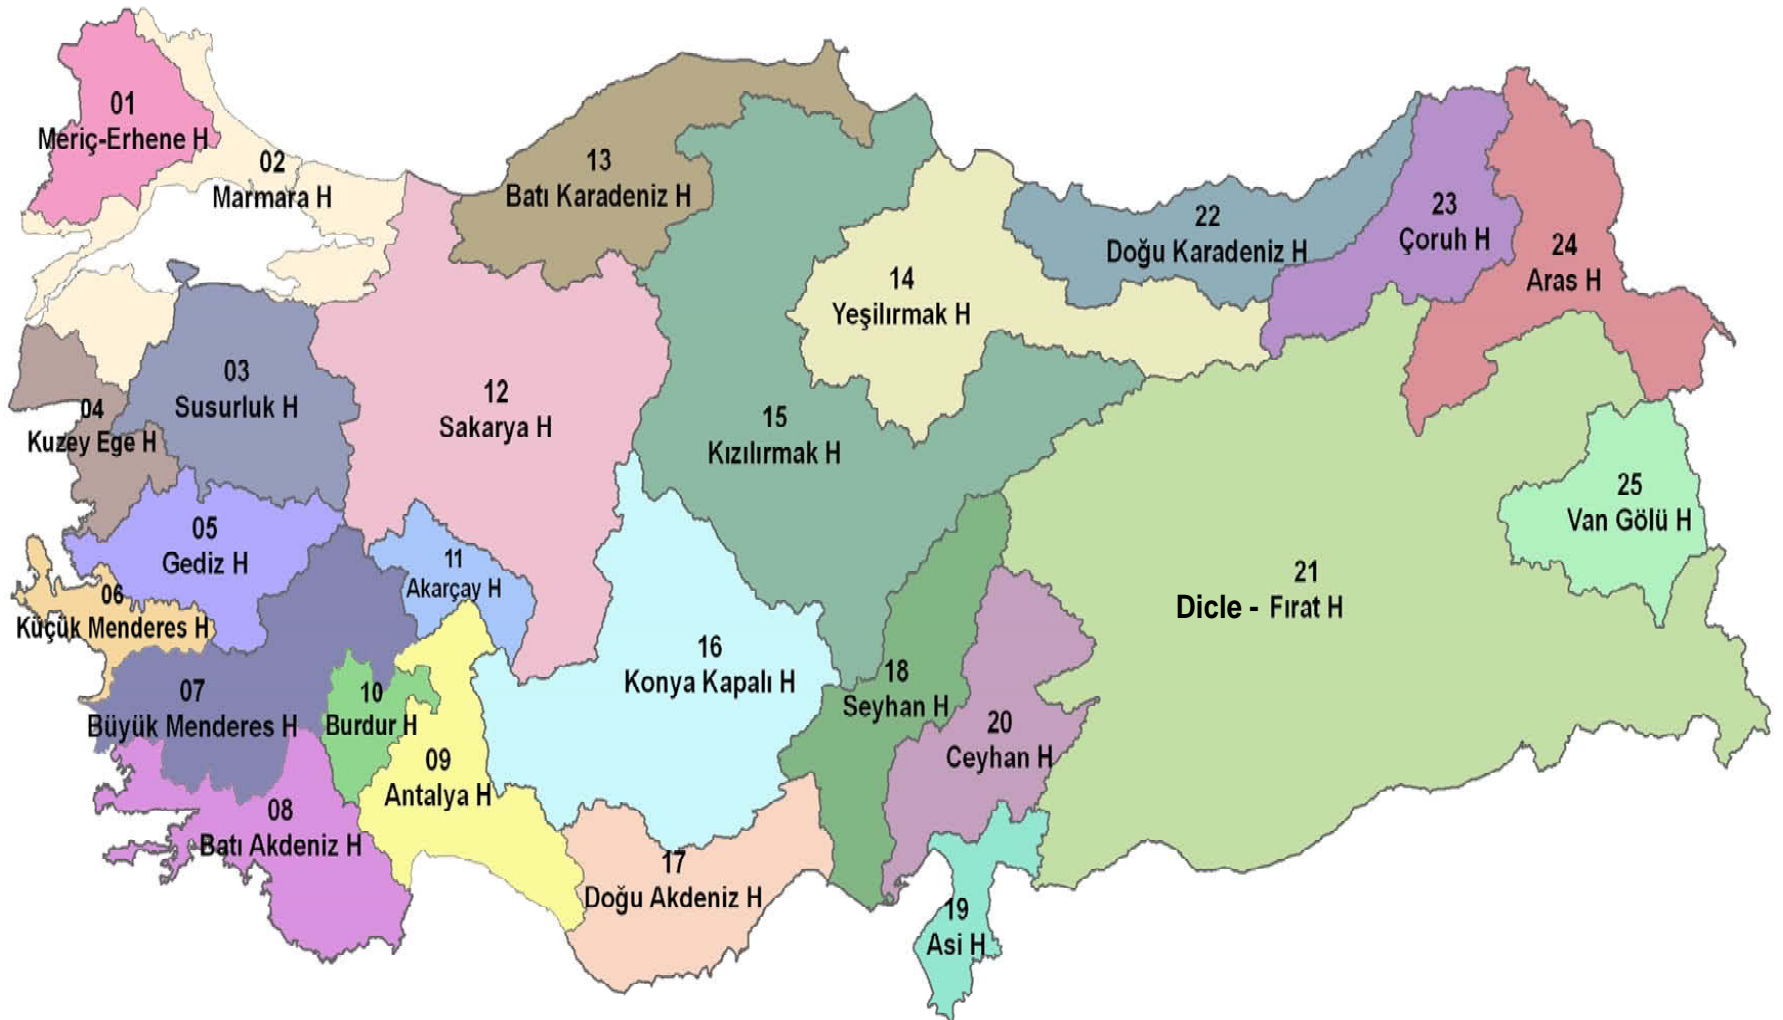 01
Meriç-Erhene H
02
Marmara H
03
Susurluk H
04
Kuzey Ege H
05
Gediz H
06
Küçük Menderes H
07
Büyük Menderes H
08
Batı Akdeniz H
09
Antalya H
10
Burdur H
11
Akarçay H
12
Sakarya H
13
Batı Karadeniz H
14
Yeşilırmak H
15
Kızılırmak H
16
Konya Kapalı H
17
Doğu Akdeniz H
18
Seyhan H
19
Asi H
20
Ceyhan H
21
Dicle - Fırat H
22
Doğu Karadeniz H
23
Çoruh H
24
Aras H
25
Van Gölü H